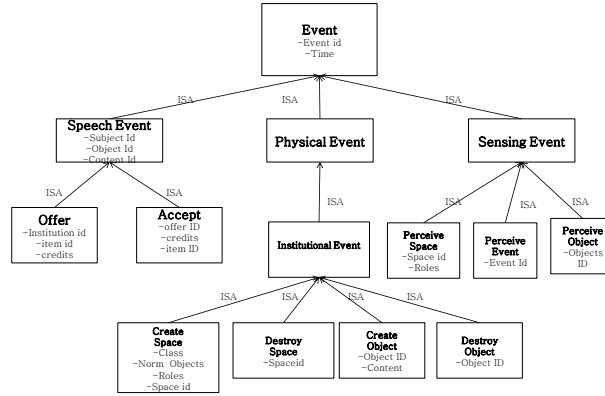 Event
-Event id
-Time
ISA
ISA
ISA
Speech Event
-Subject Id
-Object Id
-Content Id
Physical Event
Sensing Event
ISA
ISA
ISA
ISA
ISA
ISA
Offer
-Institution id
-item id
-credits
Accept
-offer ID
-credits
-item ID
Institutional Event
Perceive
Space
-Space id
-Roles
Perceive
Event
-Event Id
Perceive
Object
-Objects
ID
ISA
ISA
ISA
ISA
Create
Space
-Class
-Norm Objects
-Roles
-Space id
Destroy
Space
-Spaceid
Create
Object
-Object ID
-Content
Destroy
Object
-Object ID